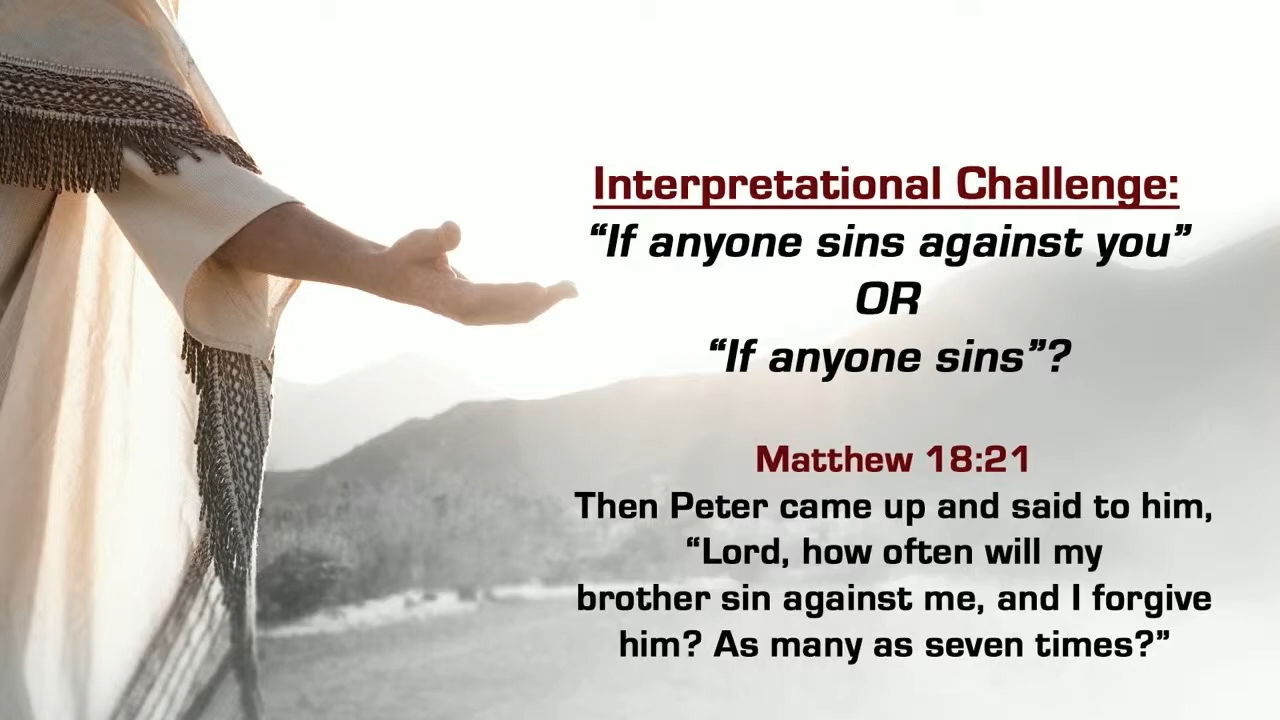 Interpretational Challenge:
“If anyone sins against you”
OR
“If anyone sins”?
Matthew 18:21
Then Peter came up and said to him,
“Lord, how often will my
brother sin against me, and I forgive
him? As many as seven times?”